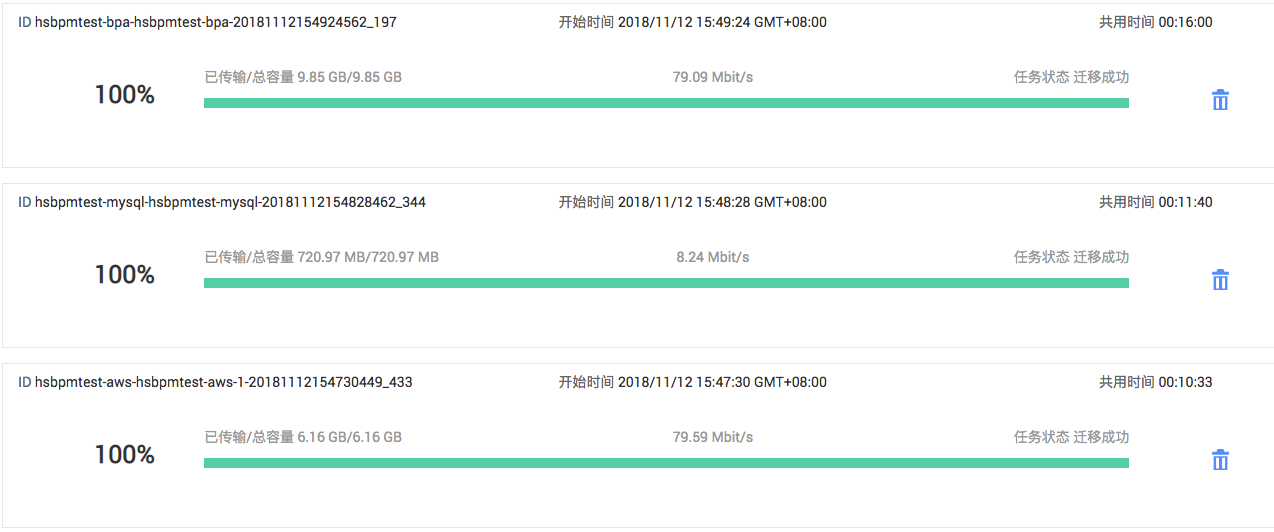 ID hsbpmtest-bpa-hsbpmtest-bpa-20181112154924562_197 开始时间 2018/11/12 15:49:24 GMT+08:00 共用时间 00:16:00
已传输/总容量 9.85 GB/9.85 GB 79.09 Mbit/s 任务状态 迁移成功
100%
ID hsbpmtest-mysql-hsbpmtest-mysql-20181112154828462_344 开始时间 2018/11/12 15:48:28 GMT+08:00 共用时间 00:11:40
已传输/总容量 720.97 MB/720.97 MB 8.24 Mbit/s 任务状态 迁移成功
100%
ID hsbpmtest-aws-hsbpmtest-aws-1-20181112154730449_433 开始时间 2018/11/12 15:47:30 GMT+08:00 共用时间 00:10:33
已传输/总容量 6.16 GB/6.16 GB 79.59 Mbit/s 任务状态 迁移成功
100%